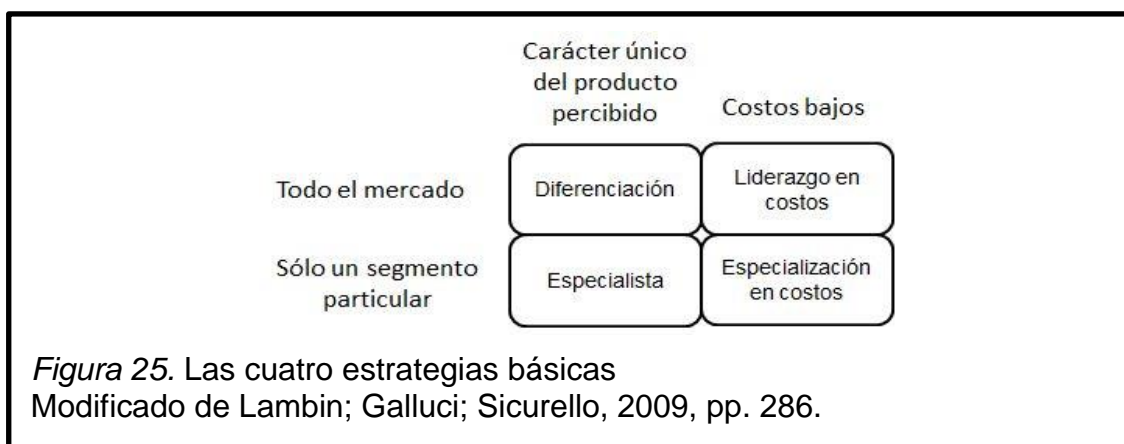 Carácter único
del producto
percibido
Costos bajos
Todo el mercado
Diferenciación
Liderazgo en
costos
Sólo un segmento
particular
Especialista
Especialización
en costos
Figura 25. Las cuatro estrategias básicas
Modificado de Lambin; Galluci; Sicurello, 2009, pp. 286.